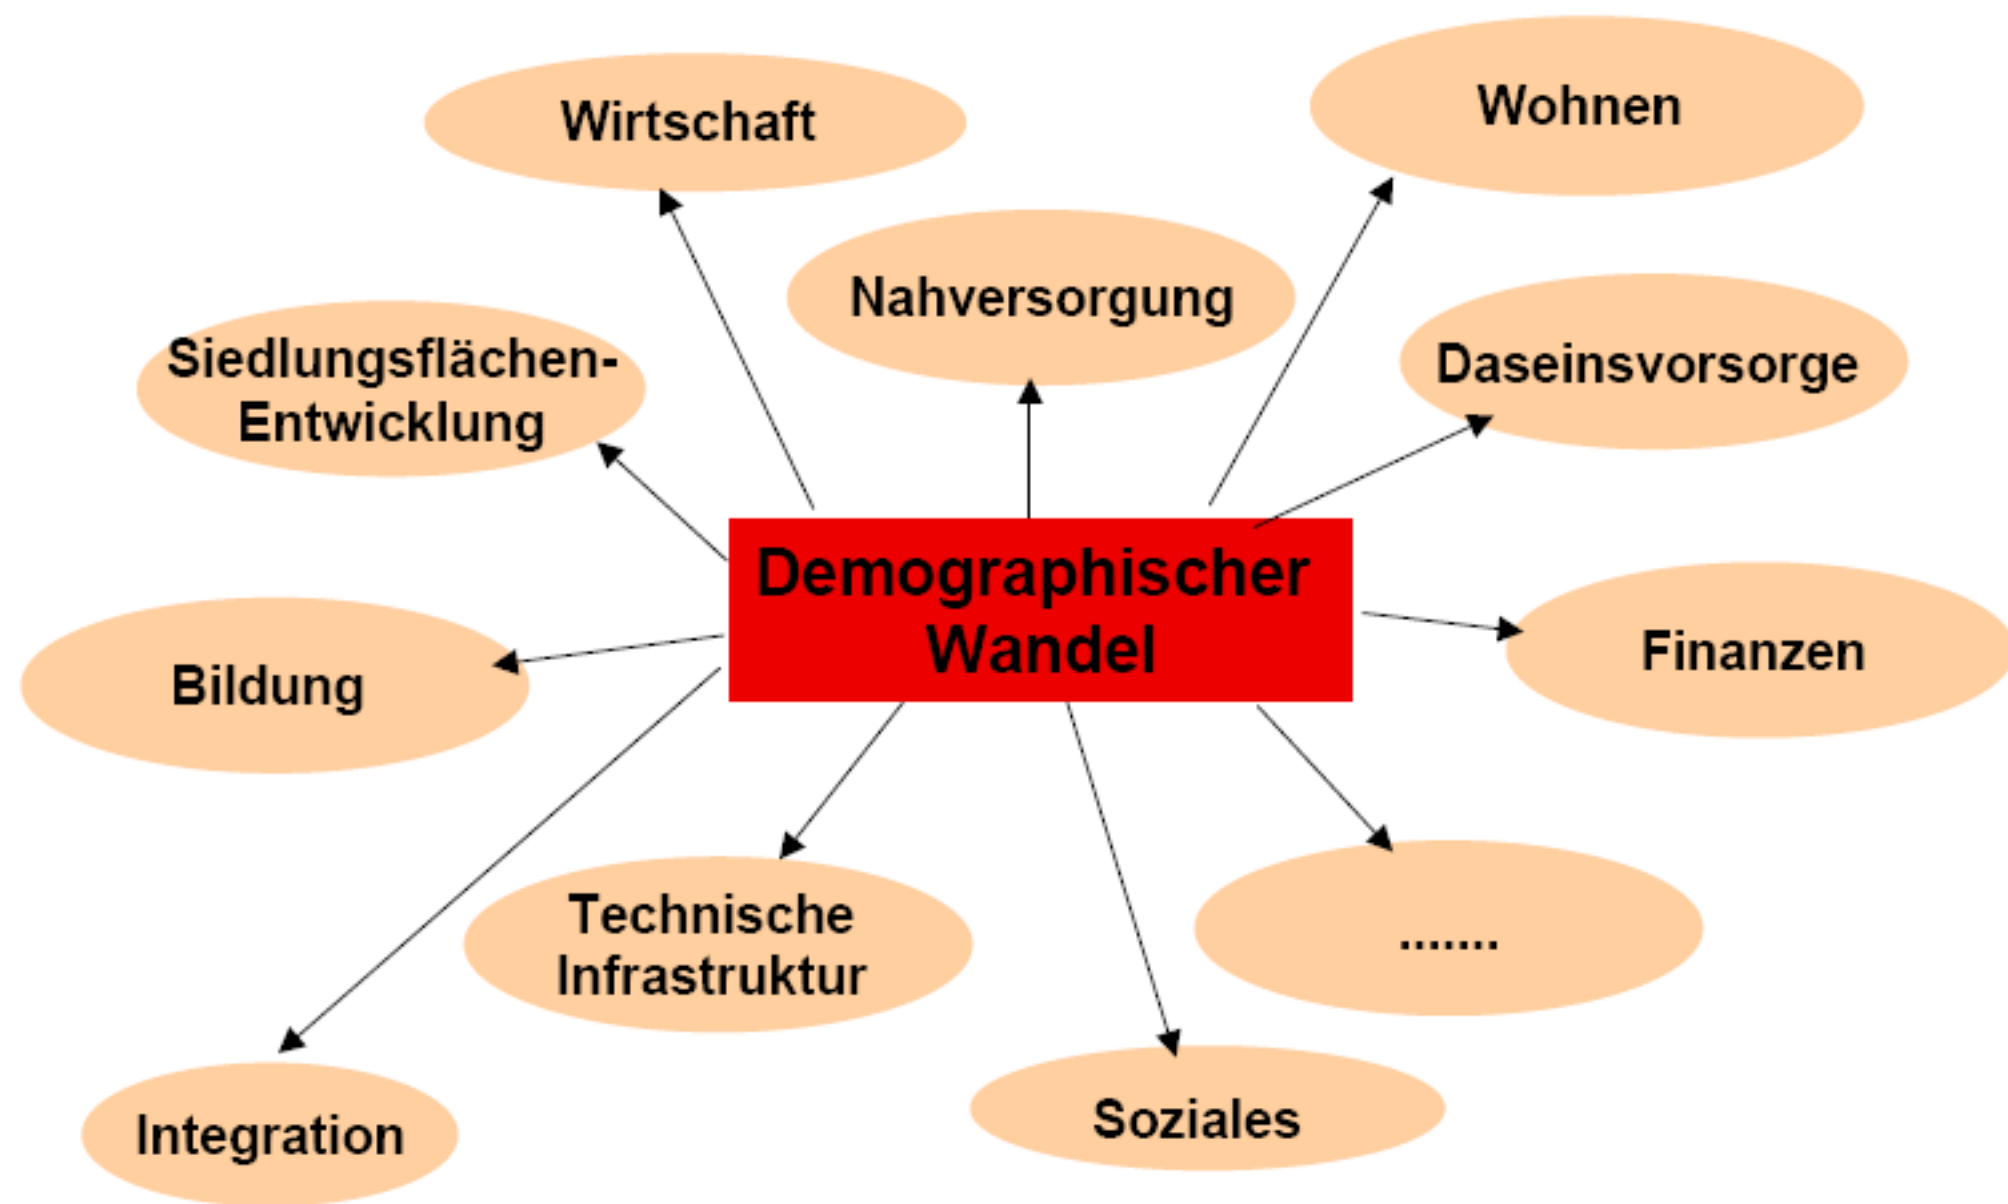 Wirtschaft
Wohnen
Nahversorgung
Siedlungsflächen-
Entwicklung
Daseinsvorsorge
Demographischer
Wandel
Bildung
Finanzen
Technische
Infrastruktur
.......
Integration
Soziales